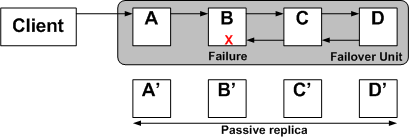 Client
A
B
C
D
X
Failure
Failover Unit
A’
B’
C’
D’
Passive replica